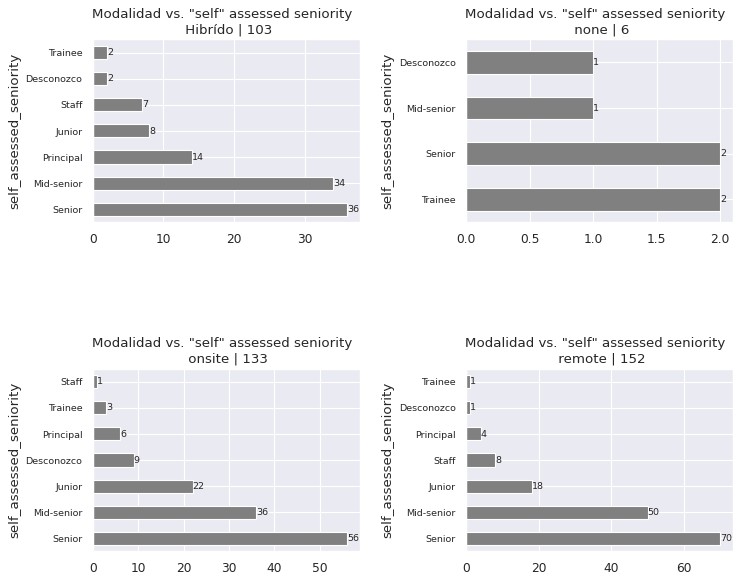 Modalidad vs. "self" assessed seniority
Hibrído | 103
self_assessed_seniority
Trainee 2
Desconozco 2
Staff 7
Junior 8
Principal 14
Mid-senior 34
Senior 36
0 10 20 30
Modalidad vs. "self" assessed seniority
none | 6
self_assessed_seniority
Desconozco 1
Mid-senior 1
Senior 2
Trainee 2
0.0 0.5 1.0 1.5 2.0
Modalidad vs. "self" assessed seniority
onsite | 133
self_assessed_seniority
Staff 1
Trainee 3
Principal 6
Desconozco 9
Junior 22
Mid-senior 36
Senior 56
0 10 20 30 40 50
Modalidad vs. "self" assessed seniority
remote | 152
self_assessed_seniority
Trainee 1
Desconozco 1
Principal 4
Staff 8
Junior 18
Mid-senior 50
Senior 70
0 20 40 60